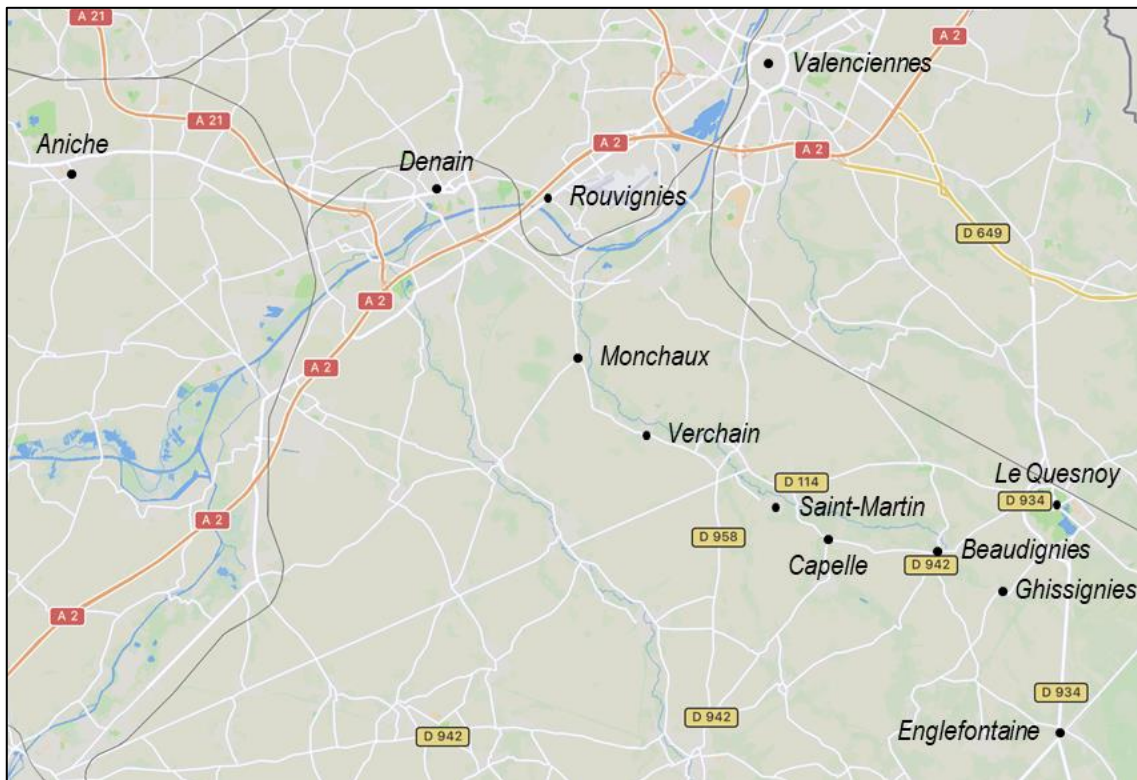 A 21
A 2
Valenciennes
A 21
Aniche
Denain
A 2
A 2
Rouvignies
D 649
A 2
Monchaux
A 2
Verchain
Le Quesnoy
D 114
D 934
Saint-Martin
A 2
D 958
Capelle
Beaudignies
D 942
Ghissignies
A 2
D 934
D 942
D 942
Englefontaine